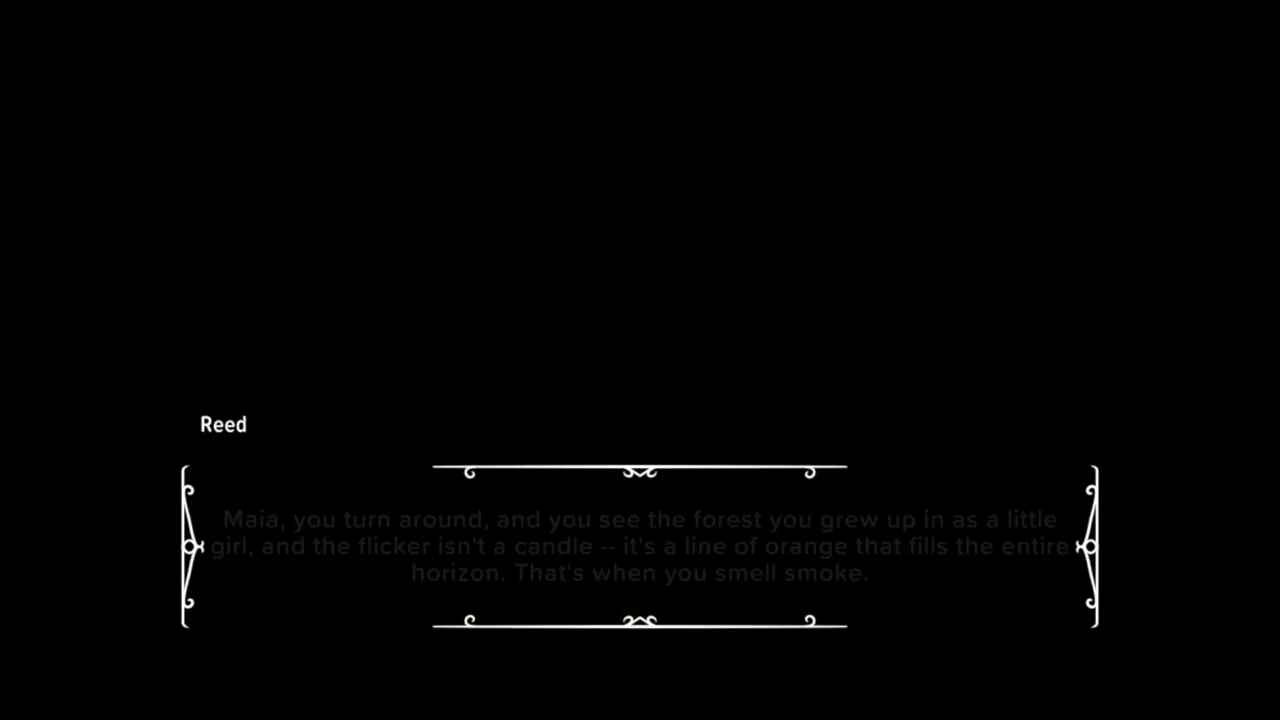 Reed
Maia, you turn around, and you see the forest you grew up in as a little
girl, and the flicker isn't a candle -- it's a line of orange that fills the entire
horizon. That's when you smell smoke.